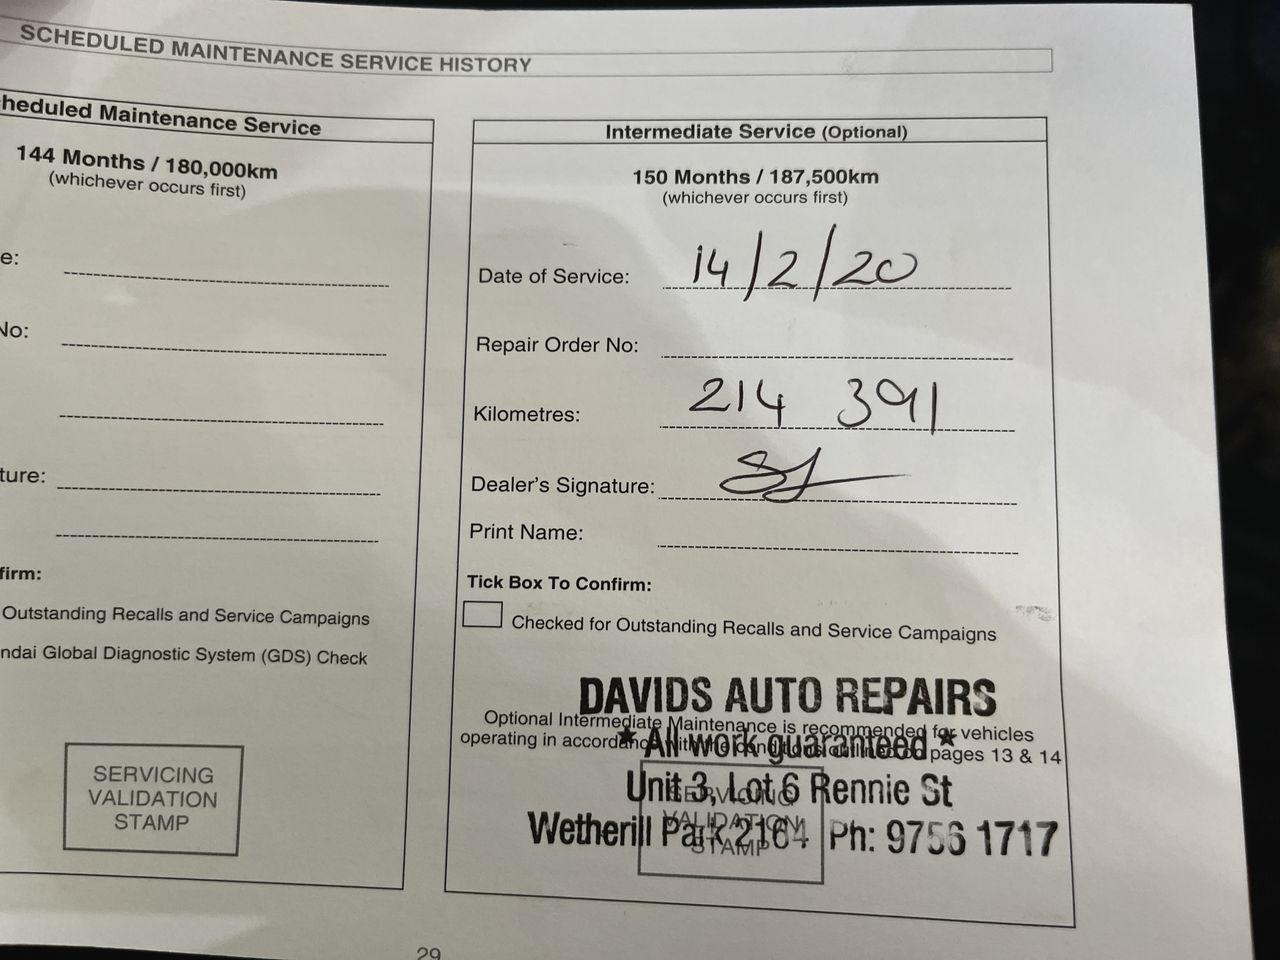 SCHEDULED MAINTENANCE SERVICE HISTORY
heduled Maintenance Service
144 Months / 180,000km
(whichever occurs first)
e:
No:
ture:
firm:
Outstanding Recalls and Service Campaigns
ndai Global Diagnostic System (GDS) Check
SERVICING
VALIDATION
STAMP
Intermediate Service (Optional)
150 Months / 187,500km
(whichever occurs first)
Date of Service: 14/2/20
Repair Order No:
Kilometres: 214 391
Dealer's Signature:
Print Name:
Tick Box To Confirm:
Checked for Outstanding Recalls and Service Campaigns
DAVIDS AUTO REPAIRS
Optional Intermediate Maintenance is recommended for vehicles
operating in accordance with the conditions outlined on pages 13 & 14
* All work guaranteed *
Unit 3, Lot 6 Rennie St
Wetherill Park 2164 Ph: 9756 1717
SERVICING
VALIDATION
STAMP
29